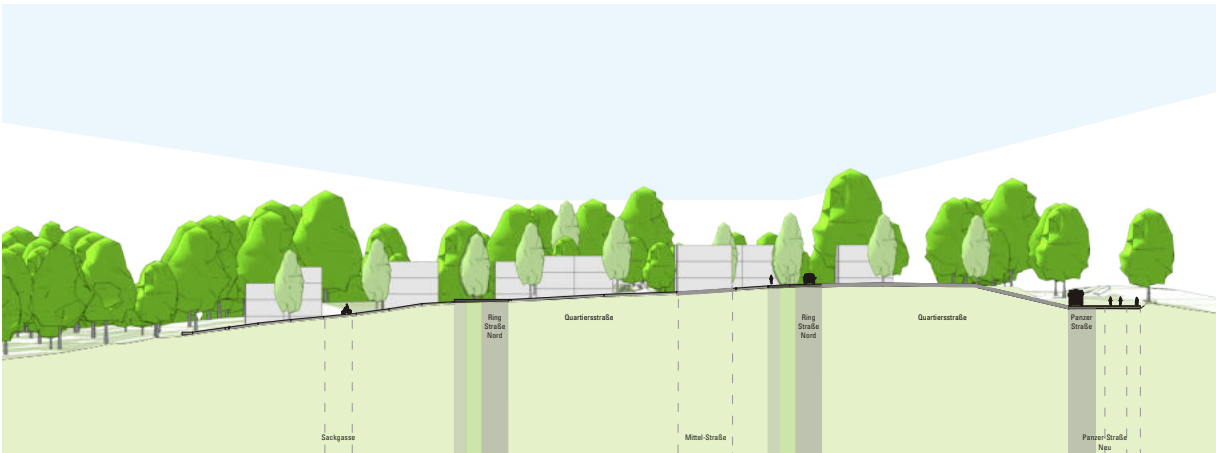 Ring
Straße
Nord
Quartiersstraße
Ring
Straße
Nord
Quartiersstraße
Panzer
Straße
Sackgasse
Mittel-Straße
Panzer-Straße
Neu